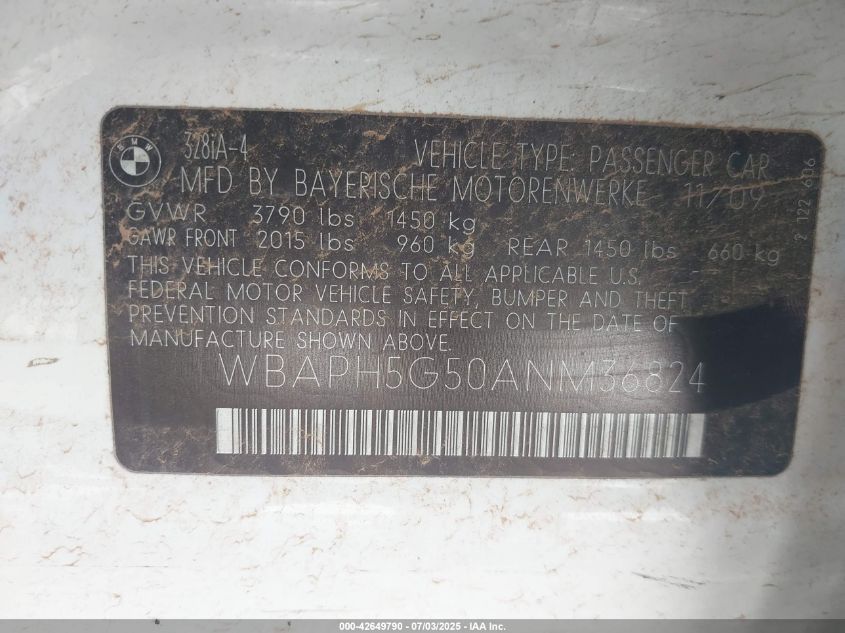 BMW
328iA-4
VEHICLE TYPE: PASSENGER CAR
MFD BY BAYERISCHE MOTORENWERKE 11/09
GVWR 3790 lbs 1450 kg
GAWR FRONT 2015 lbs 960 kg REAR 1450 lbs 660 kg
THIS VEHICLE CONFORMS TO ALL APPLICABLE U.S.
FEDERAL MOTOR VEHICLE SAFETY, BUMPER AND THEFT
PREVENTION STANDARDS IN EFFECT ON THE DATE OF
MANUFACTURE SHOWN ABOVE.
WBAPH5G50ANM36824
7 122 606
000-42649790 - 07/03/2025 - IAA Inc.